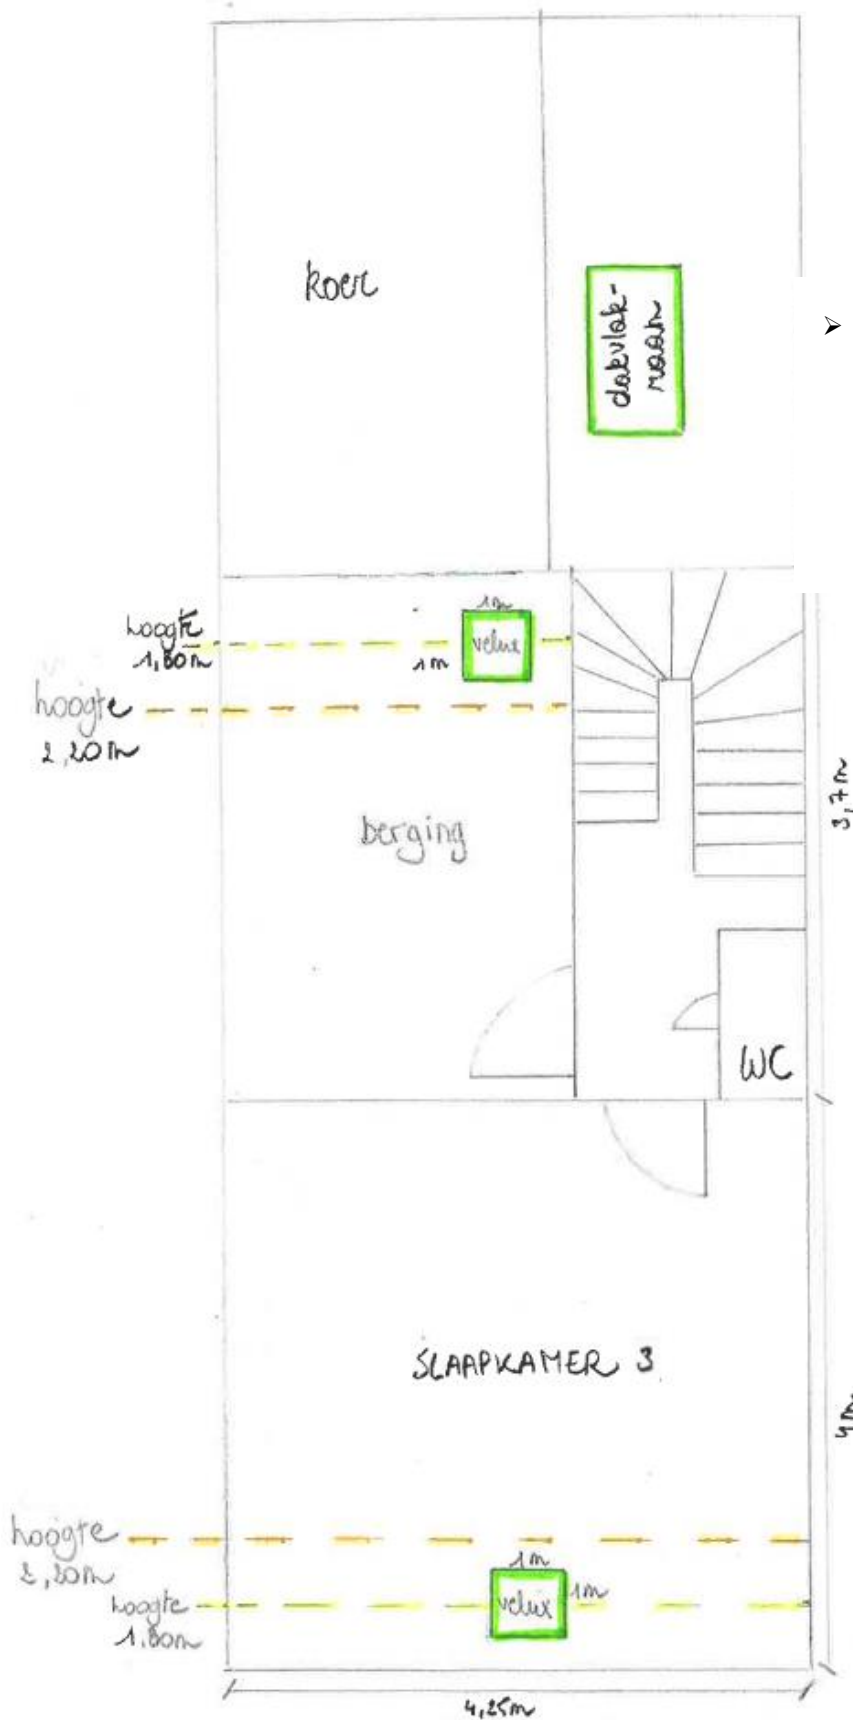 koer
dakvlak-
raam
➢
hoogte
1,80m
1m
velux
1m
hoogte
2,20m
3,7m
berging
WC
SLAAPKAMER 3
4m
hoogte
2,20m
1m
velux
1m
hoogte
1,80m
4,25m